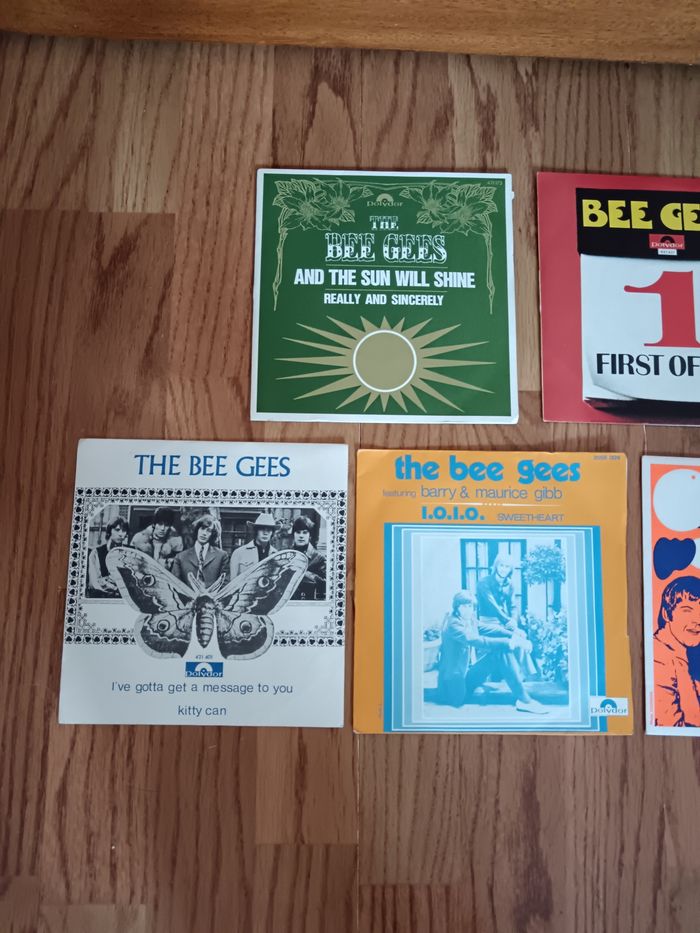 Polydor
THE
BEE GEES
AND THE SUN WILL SHINE
REALLY AND SINCERELY
BEE GE
Polydor
1
FIRST OF
THE BEE GEES
421 405
Polydor
I've gotta get a message to you
kitty can
the bee gees
featuring barry & maurice gibb
I.O.I.O. SWEETHEART
Polydor